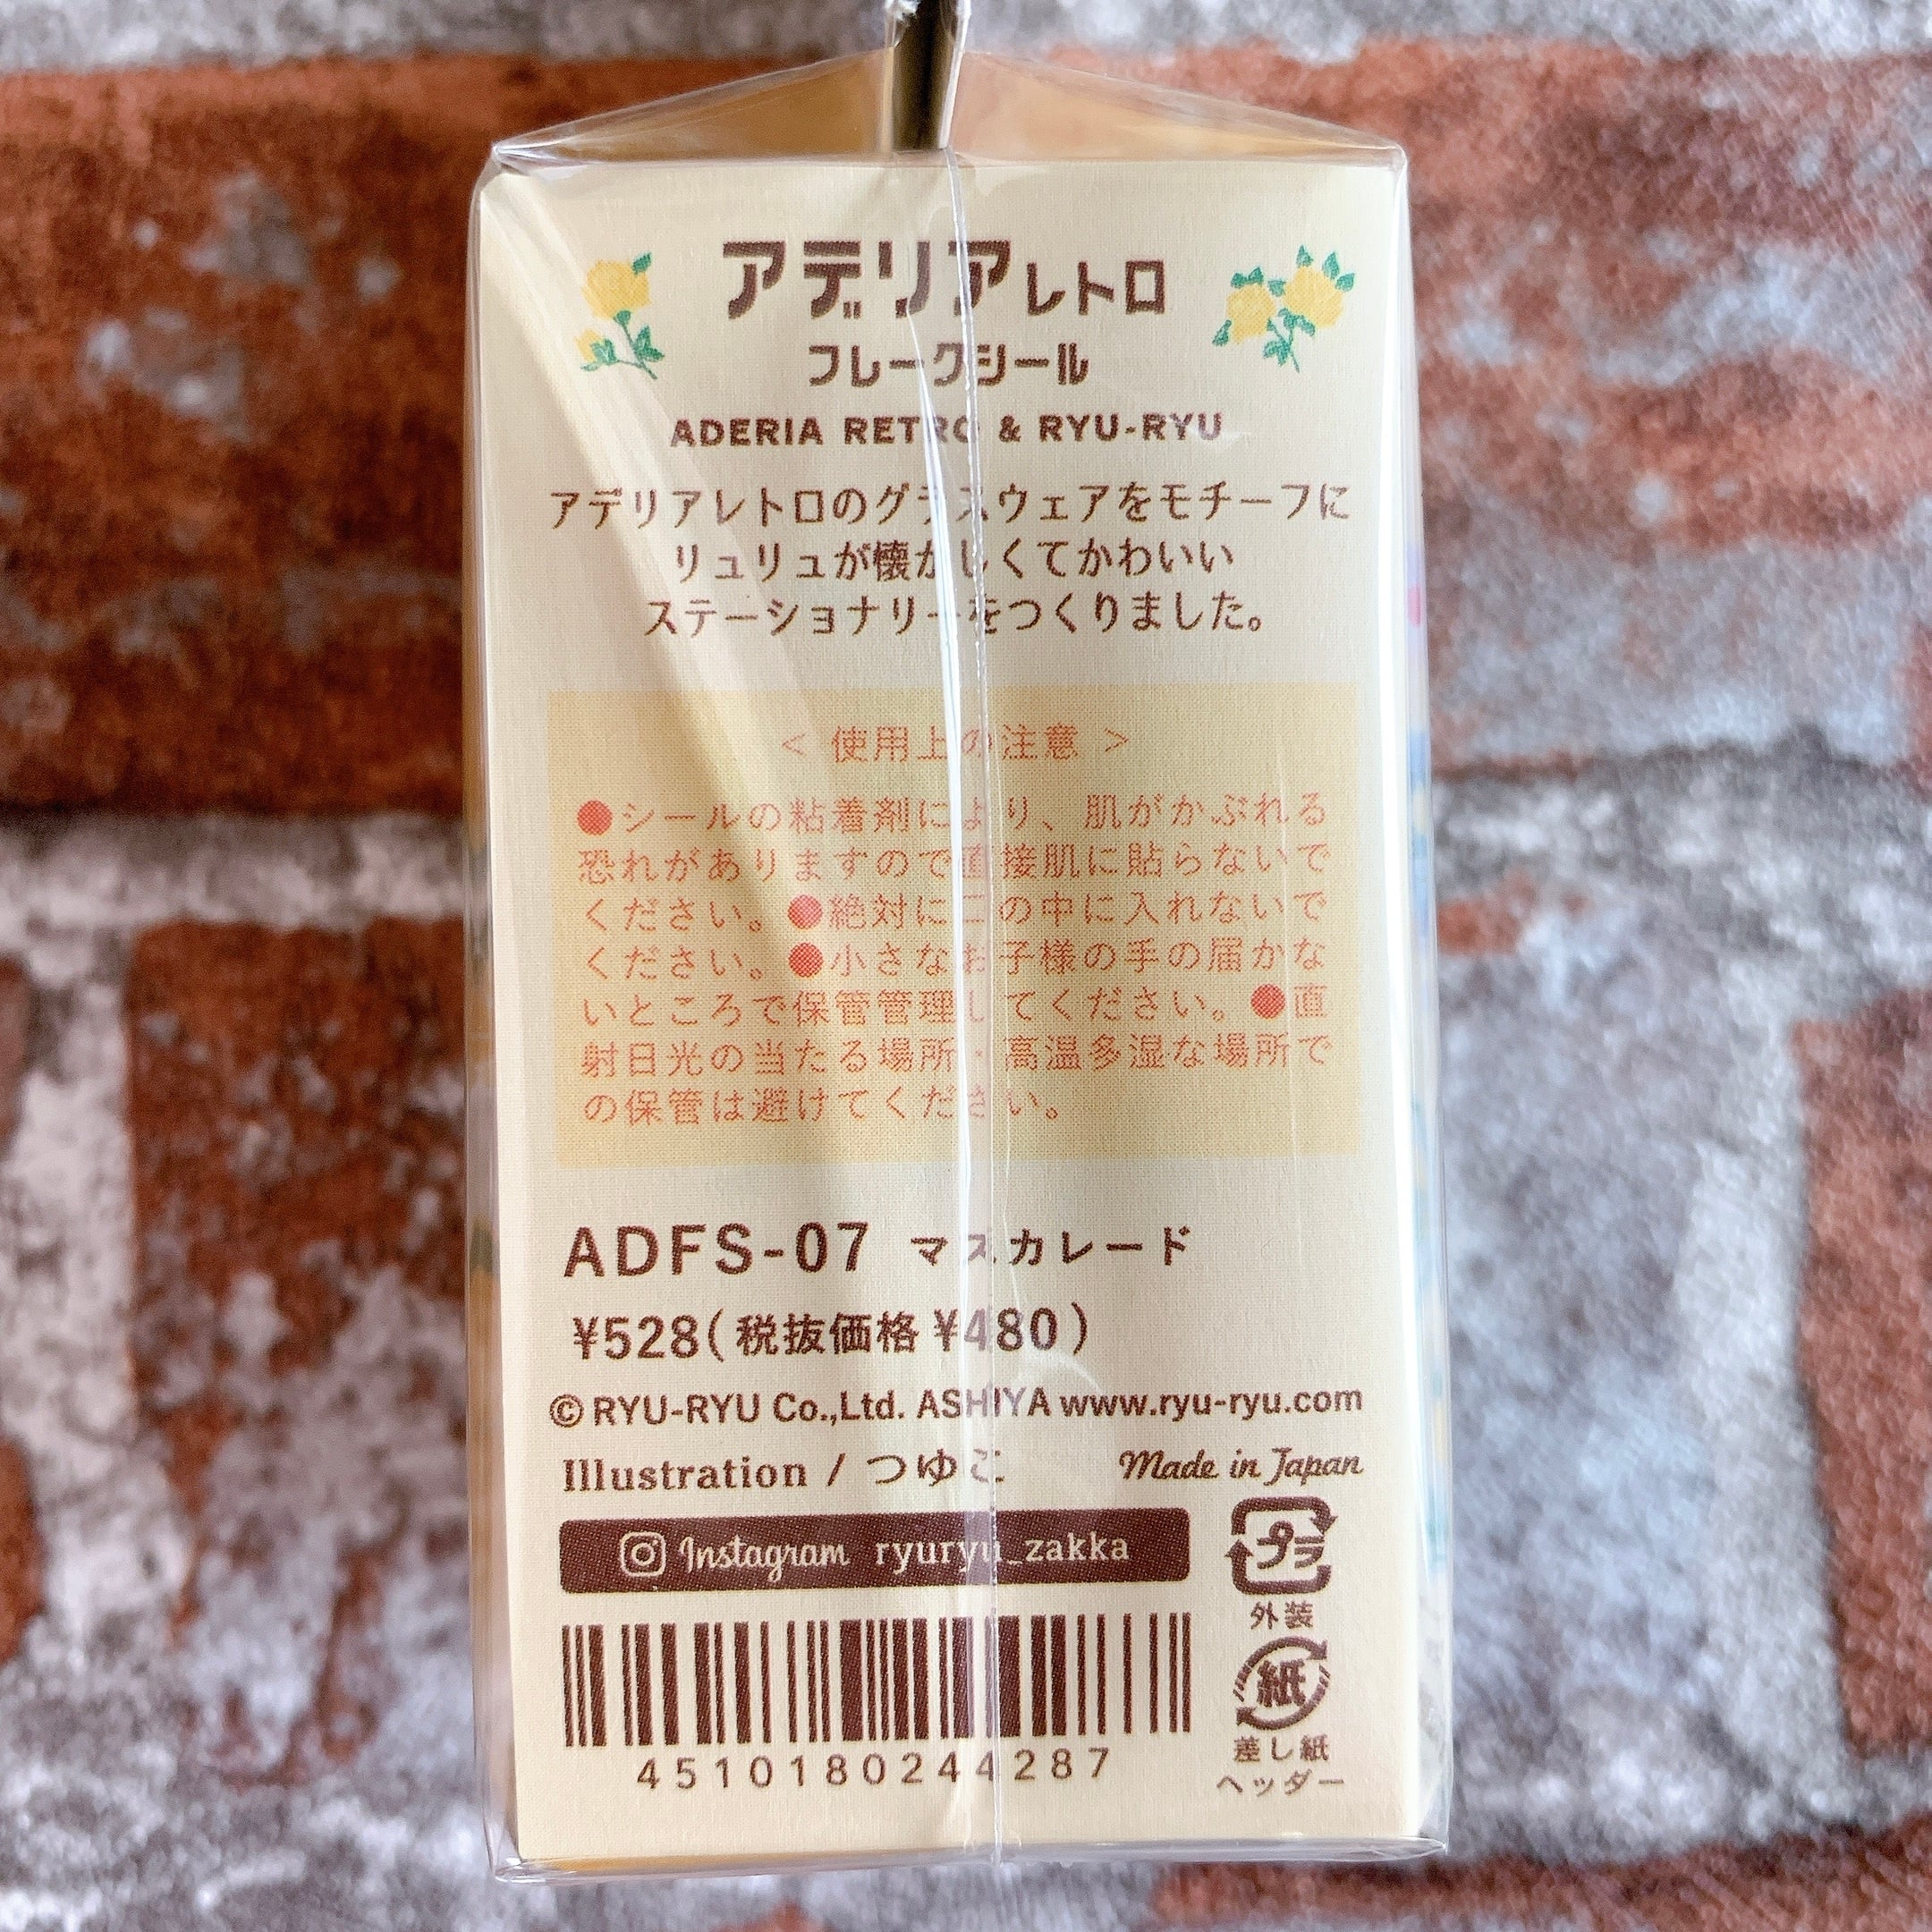 アデリアレトロ
フレークシール
ADERIA RETRO & RYU-RYU
アデリアレトロのグラスウェアをモチーフに
リュリュが懐かしくてかわいい
ステーショナリーをつくりました。
< 使用上の注意 >
●シールの粘着剤により、肌がかぶれる
恐れがありますので直接肌に貼らないで
ください。●絶対に口の中に入れないで
ください。●小さなお子様の手の届かな
いところで保管管理してください。●直
射日光の当たる場所・高温多湿な場所で
の保管は避けてください。
ADFS-07 マスカレード
¥528(税抜価格 ¥480)
©RYU-RYU Co.,Ltd. ASHIYA www.ryu-ryu.com
Illustration / つゆこ Made in Japan
Instagram ryuryu_zakka
プラ
外装
紙
差し紙
ヘッダー
4510180244287